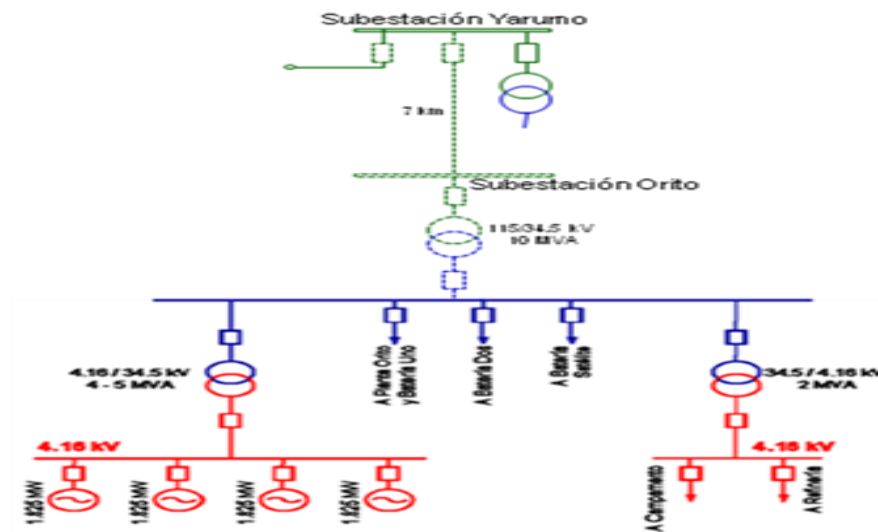 Subestación Yarumo
7 km
Subestación Orito
115/34.5 kV
10 MVA
4.16 / 34.5 kV
4 - 5 MVA
A Planta Orito
y Batería Uno
A Batería Dos
A Batería
Satélite
34.5 / 4.16 kV
2 MVA
4.16 kV
4.16 kV
1.825 MW
1.825 MW
1.825 MW
1.825 MW
A Campamento
A Refinería